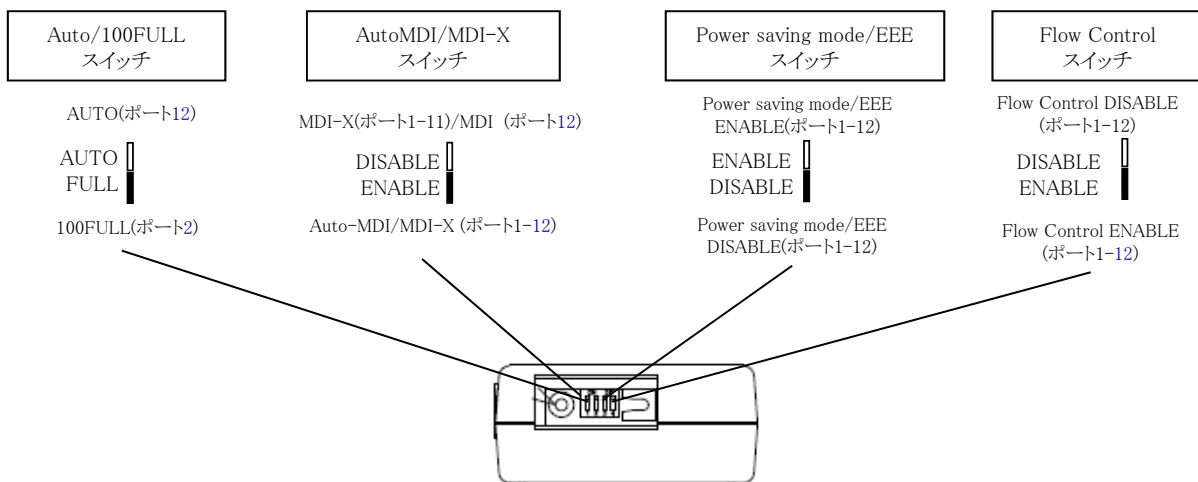 Auto/100FULL
スイッチ
AUTO(ポート12)
AUTO
FULL
100FULL(ポート2)
AutoMDI/MDI-X
スイッチ
MDI-X(ポート1-11)/MDI (ポート12)
DISABLE
ENABLE
Auto-MDI/MDI-X (ポート1-12)
Power saving mode/EEE
スイッチ
Power saving mode/EEE
ENABLE(ポート1-12)
ENABLE
DISABLE
Power saving mode/EEE
DISABLE(ポート1-12)
Flow Control
スイッチ
Flow Control DISABLE
(ポート1-12)
DISABLE
ENABLE
Flow Control ENABLE
(ポート1-12)